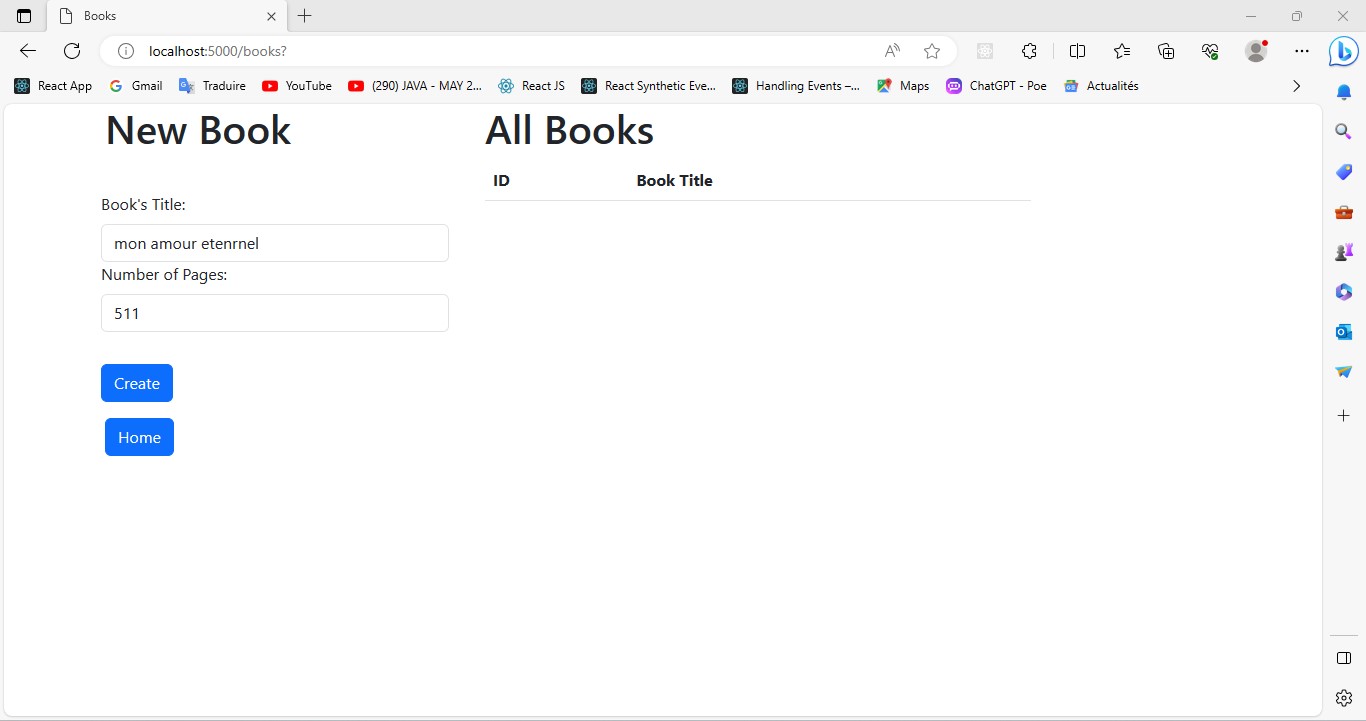 Books
localhost:5000/books?
React App Gmail Traduire YouTube (290) JAVA - MAY 2... React JS React Synthetic Eve... Handling Events –... Maps ChatGPT - Poe Actualités
New Book
All Books
ID Book Title
Book's Title:
mon amour etenrnel
Number of Pages:
511
Create
Home